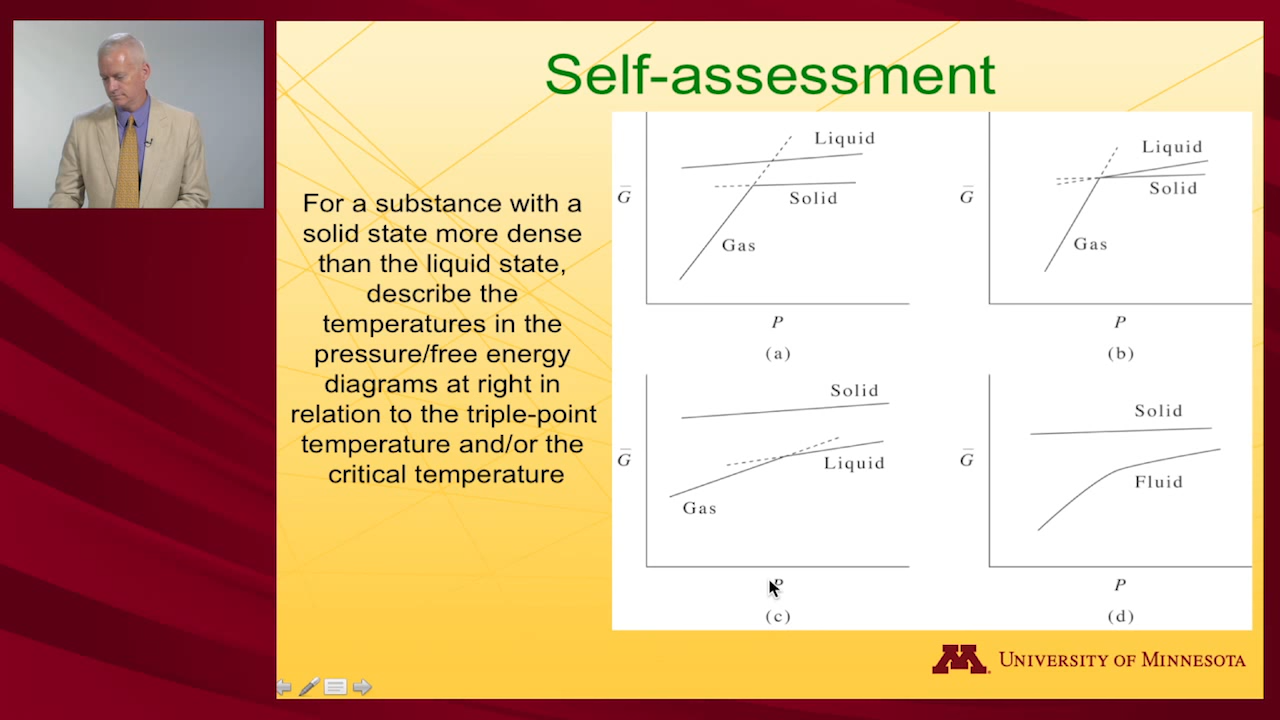 Self-assessment
For a substance with a
solid state more dense
than the liquid state,
describe the
temperatures in the
pressure/free energy
diagrams at right in
relation to the triple-point
temperature and/or the
critical temperature
Liquid
G̅
Solid
Gas
P
(a)
Liquid
G̅
Solid
Gas
P
(b)
Solid
G̅
Liquid
Gas
P
(c)
Solid
G̅
Fluid
P
(d)
M
UNIVERSITY OF MINNESOTA